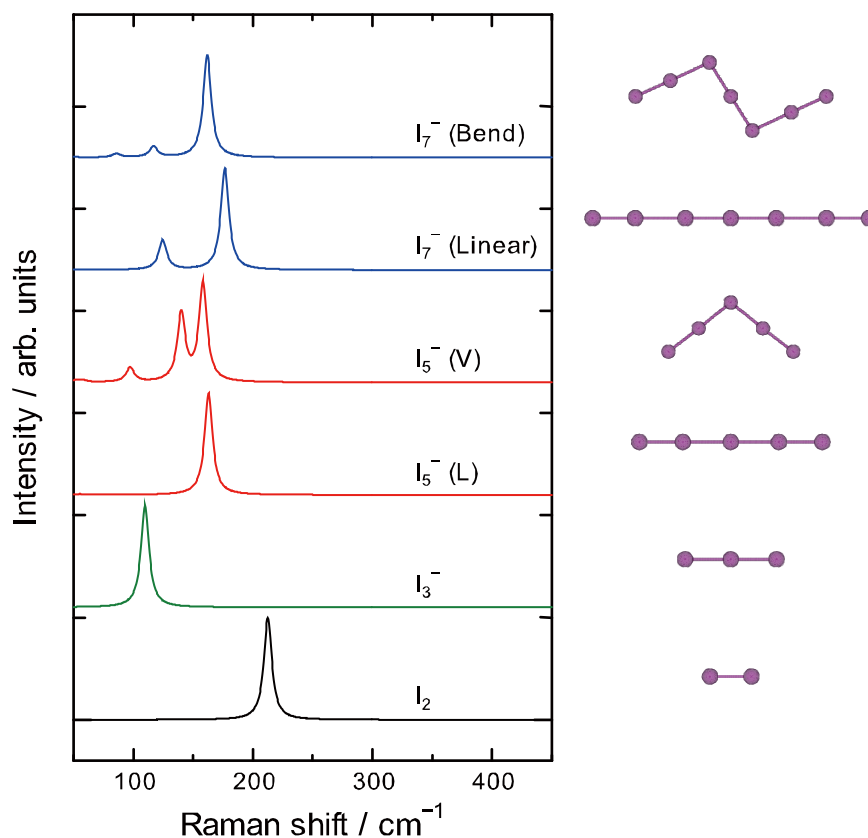 I₇⁻ (Bend)
I₇⁻ (Linear)
I₅⁻ (V)
I₅⁻ (L)
I₃⁻
I₂
Intensity / arb. units
100 200 300 400
Raman shift / cm⁻¹